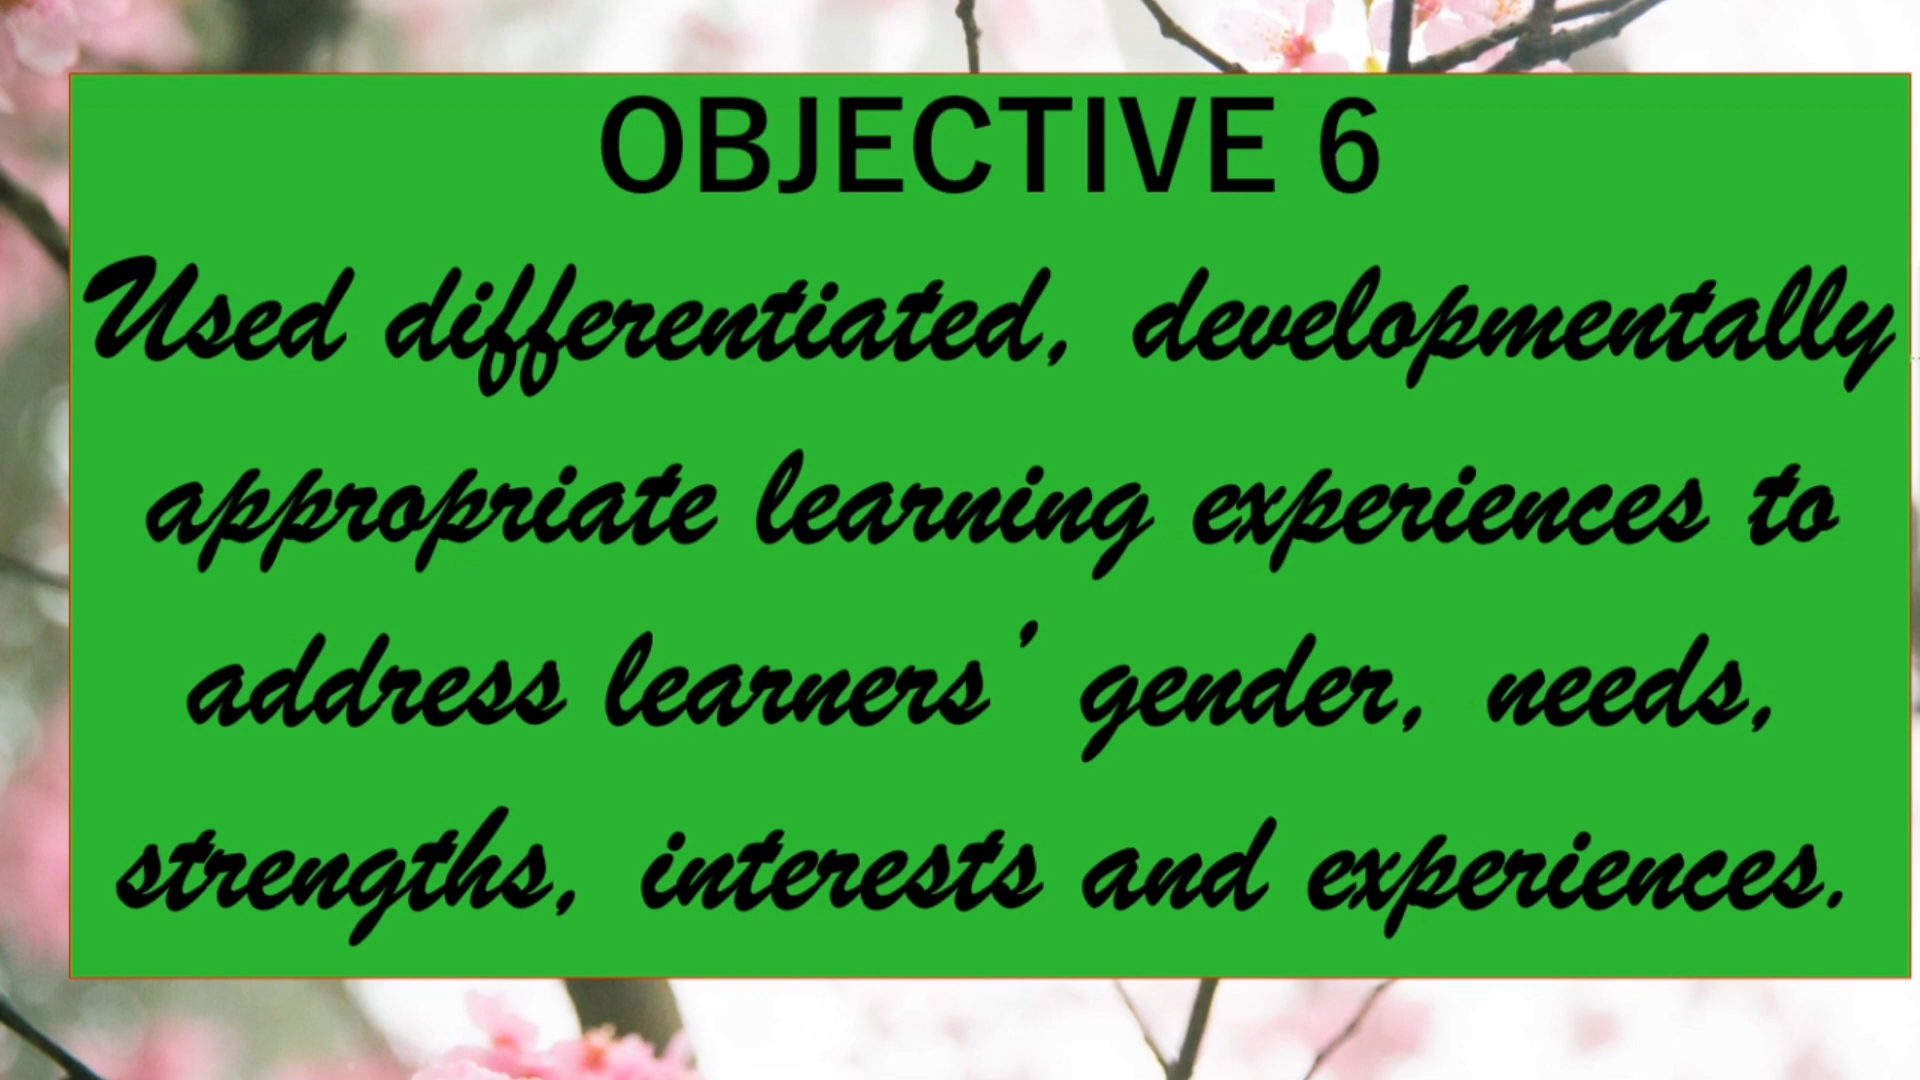 OBJECTIVE 6
Used differentiated, developmentally
appropriate learning experiences to
address learners’ gender, needs,
strengths, interests and experiences.